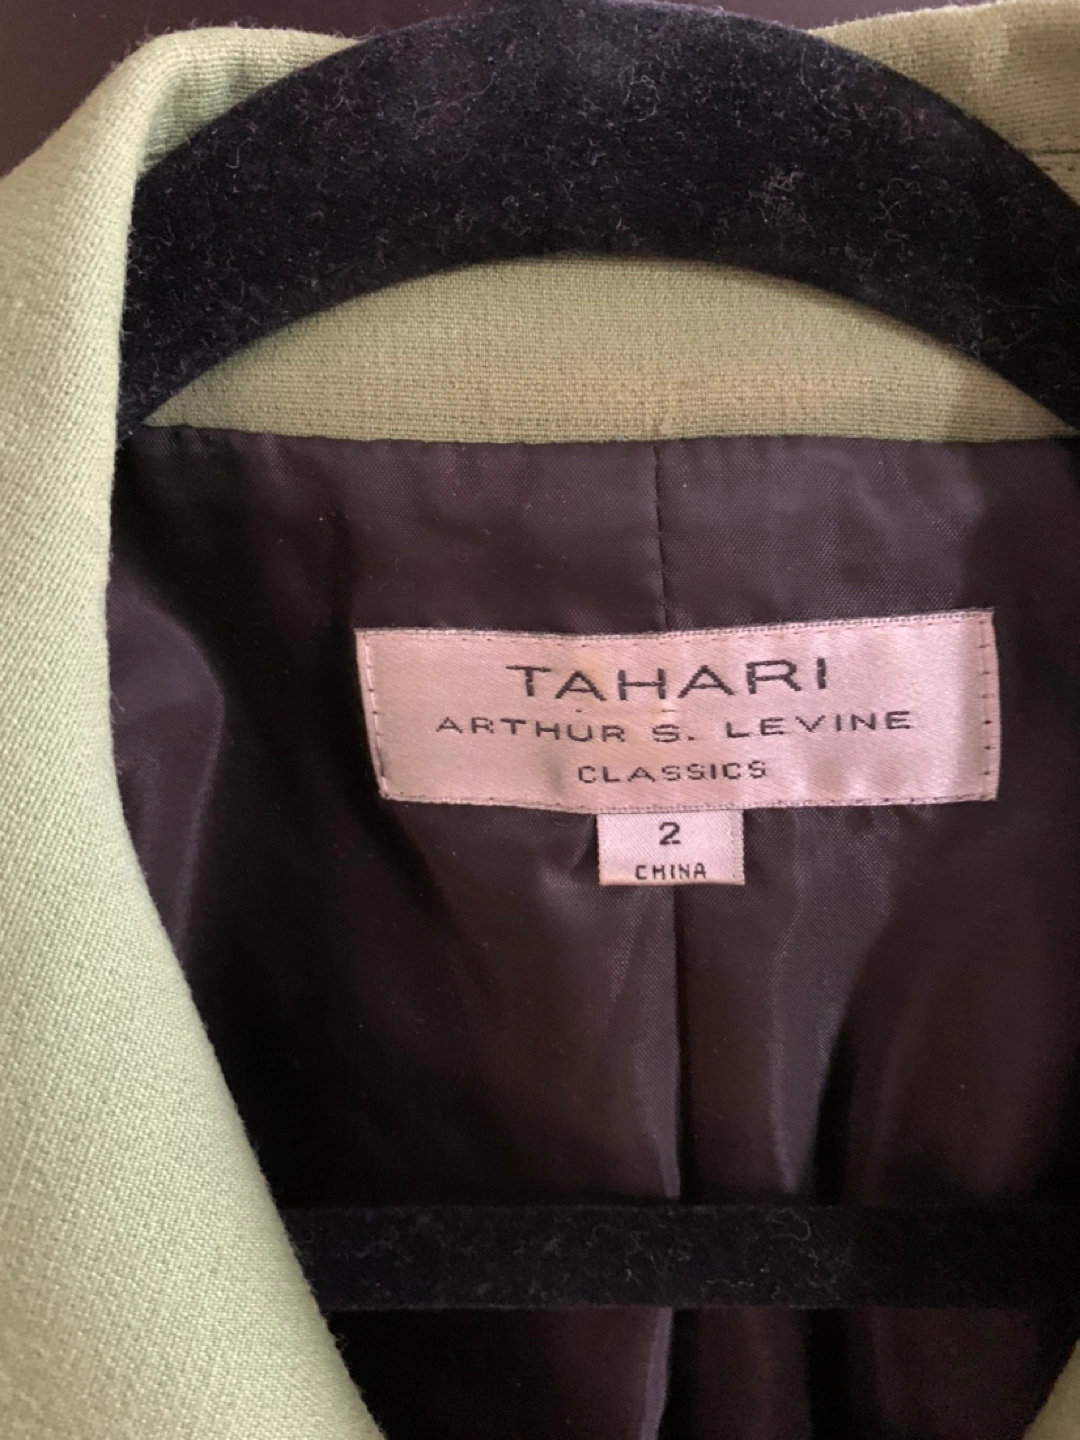 TAHARI
ARTHUR S. LEVINE
CLASSICS
2
CHINA